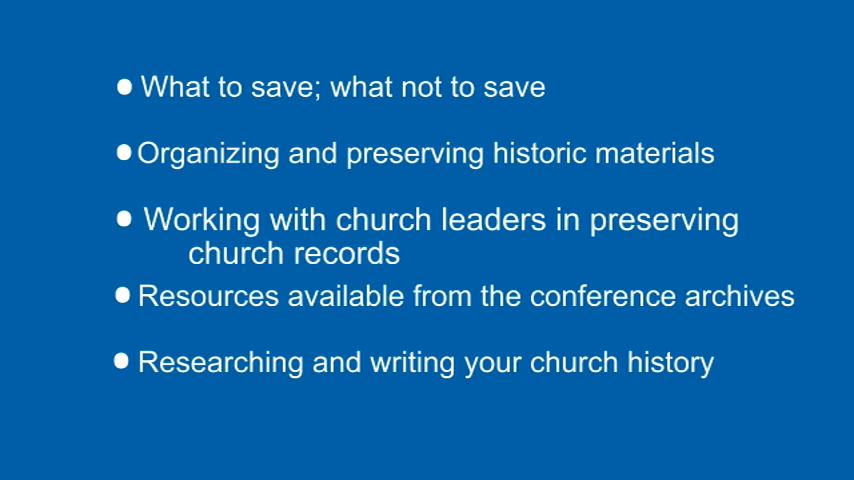 • What to save; what not to save
• Organizing and preserving historic materials
• Working with church leaders in preserving
church records
• Resources available from the conference archives
• Researching and writing your church history